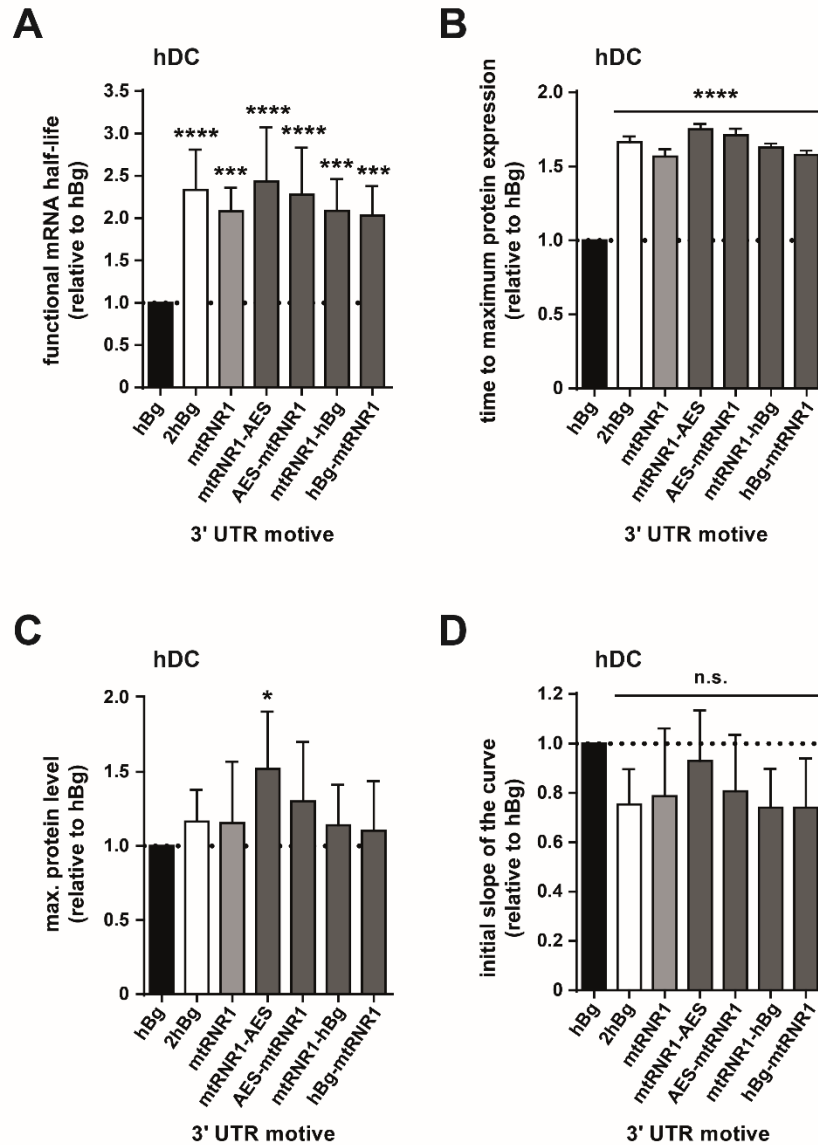 A
hDC
functional mRNA half-life
(relative to hBg)
3.5
3.0
2.5
2.0
1.5
1.0
0.5
0
****
***
****
****
***
***
hBg
2hBg
mtRNR1
mtRNR1-AES
AES-mtRNR1
mtRNR1-hBg
hBg-mtRNR1
3' UTR motive
B
hDC
time to maximum protein expression
(relative to hBg)
2.0
1.5
1.0
0.5
0
****
hBg
2hBg
mtRNR1
mtRNR1-AES
AES-mtRNR1
mtRNR1-hBg
hBg-mtRNR1
3' UTR motive
C
hDC
max. protein level
(relative to hBg)
2.0
1.5
1.0
0.5
0
*
hBg
2hBg
mtRNR1
mtRNR1-AES
AES-mtRNR1
mtRNR1-hBg
hBg-mtRNR1
3' UTR motive
D
hDC
initial slope of the curve
(relative to hBg)
1.2
1.0
0.8
0.6
0.4
0.2
0
n.s.
hBg
2hBg
mtRNR1
mtRNR1-AES
AES-mtRNR1
mtRNR1-hBg
hBg-mtRNR1
3' UTR motive